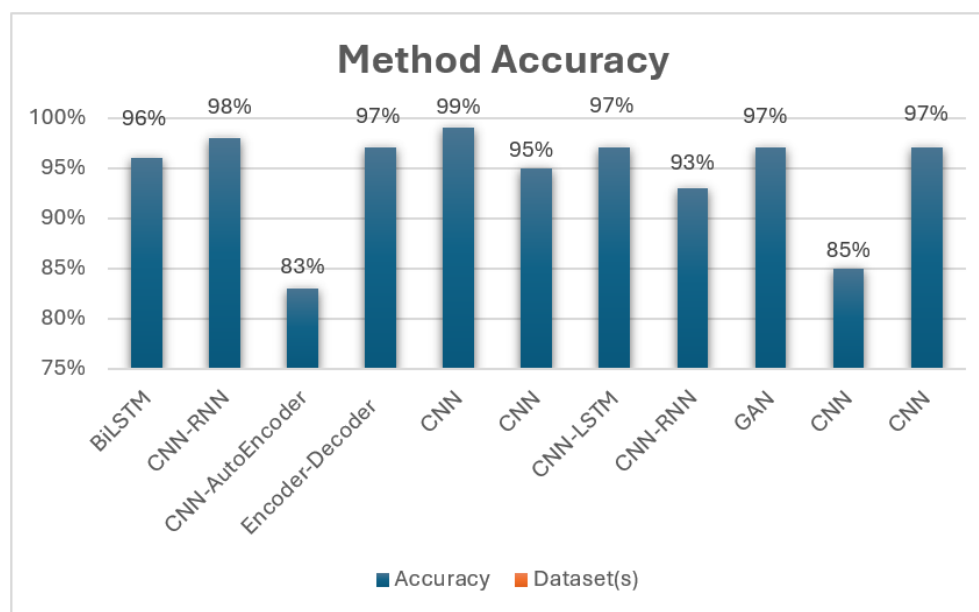 Method Accuracy
100%
95%
90%
85%
80%
75%
96%
98%
83%
97%
99%
95%
97%
93%
97%
85%
97%
BiLSTM
CNN-RNN
CNN-AutoEncoder
Encoder-Decoder
CNN
CNN
CNN-LSTM
CNN-RNN
GAN
CNN
CNN
Accuracy Dataset(s)